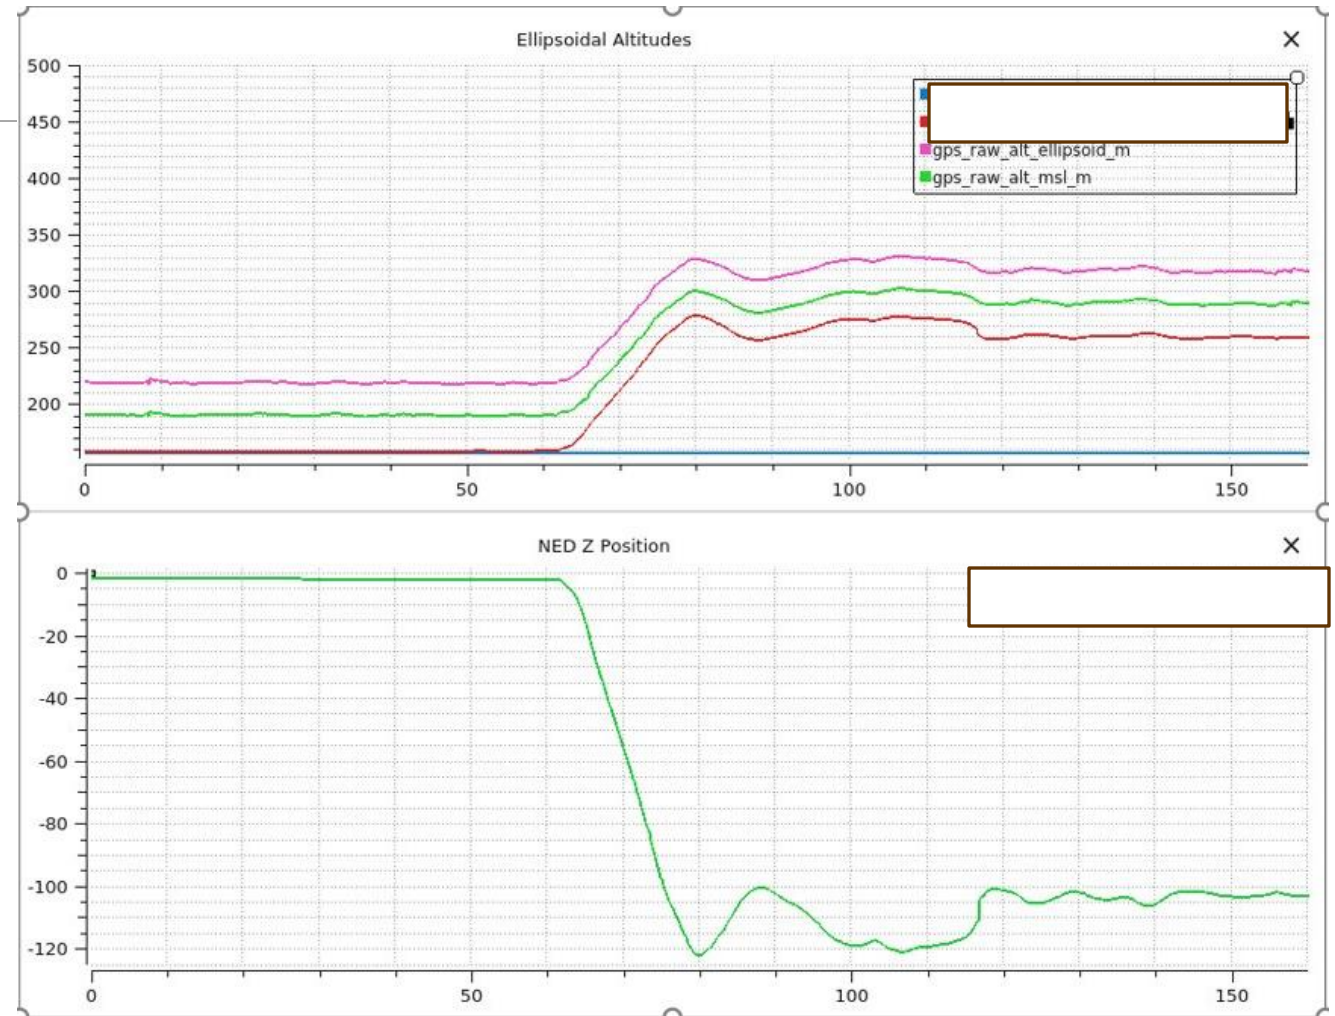 Ellipsoidal Altitudes
500
450
400
350
300
250
200
gps_raw_alt_ellipsoid_m
gps_raw_alt_msl_m
0 50 100 150
NED Z Position
0
-20
-40
-60
-80
-100
-120
0 50 100 150